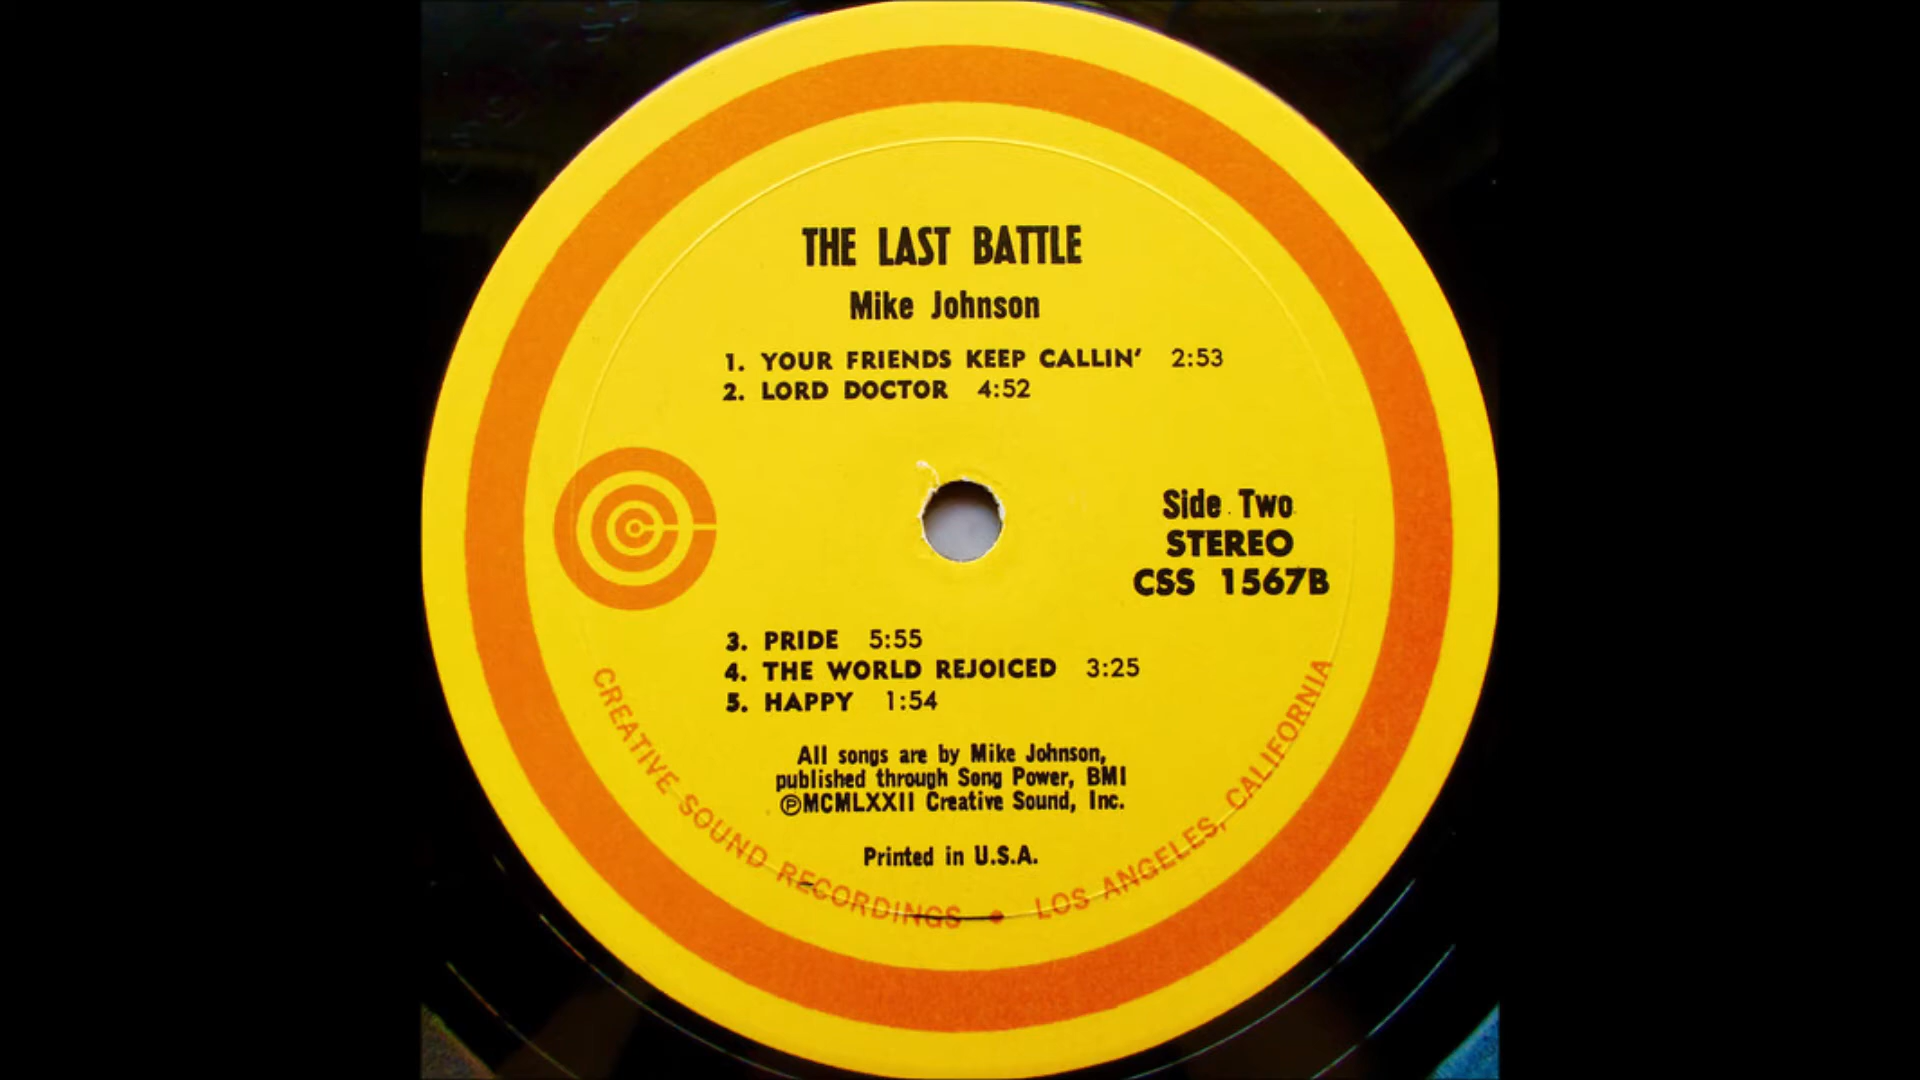 THE LAST BATTLE
Mike Johnson
1. YOUR FRIENDS KEEP CALLIN' 2:53
2. LORD DOCTOR 4:52
Side Two
STEREO
CSS 1567B
3. PRIDE 5:55
4. THE WORLD REJOICED 3:25
5. HAPPY 1:54
All songs are by Mike Johnson,
published through Song Power, BMI
℗MCMLXXII Creative Sound, Inc.
Printed in U.S.A.
CREATIVE SOUND RECORDINGS • LOS ANGELES, CALIFORNIA